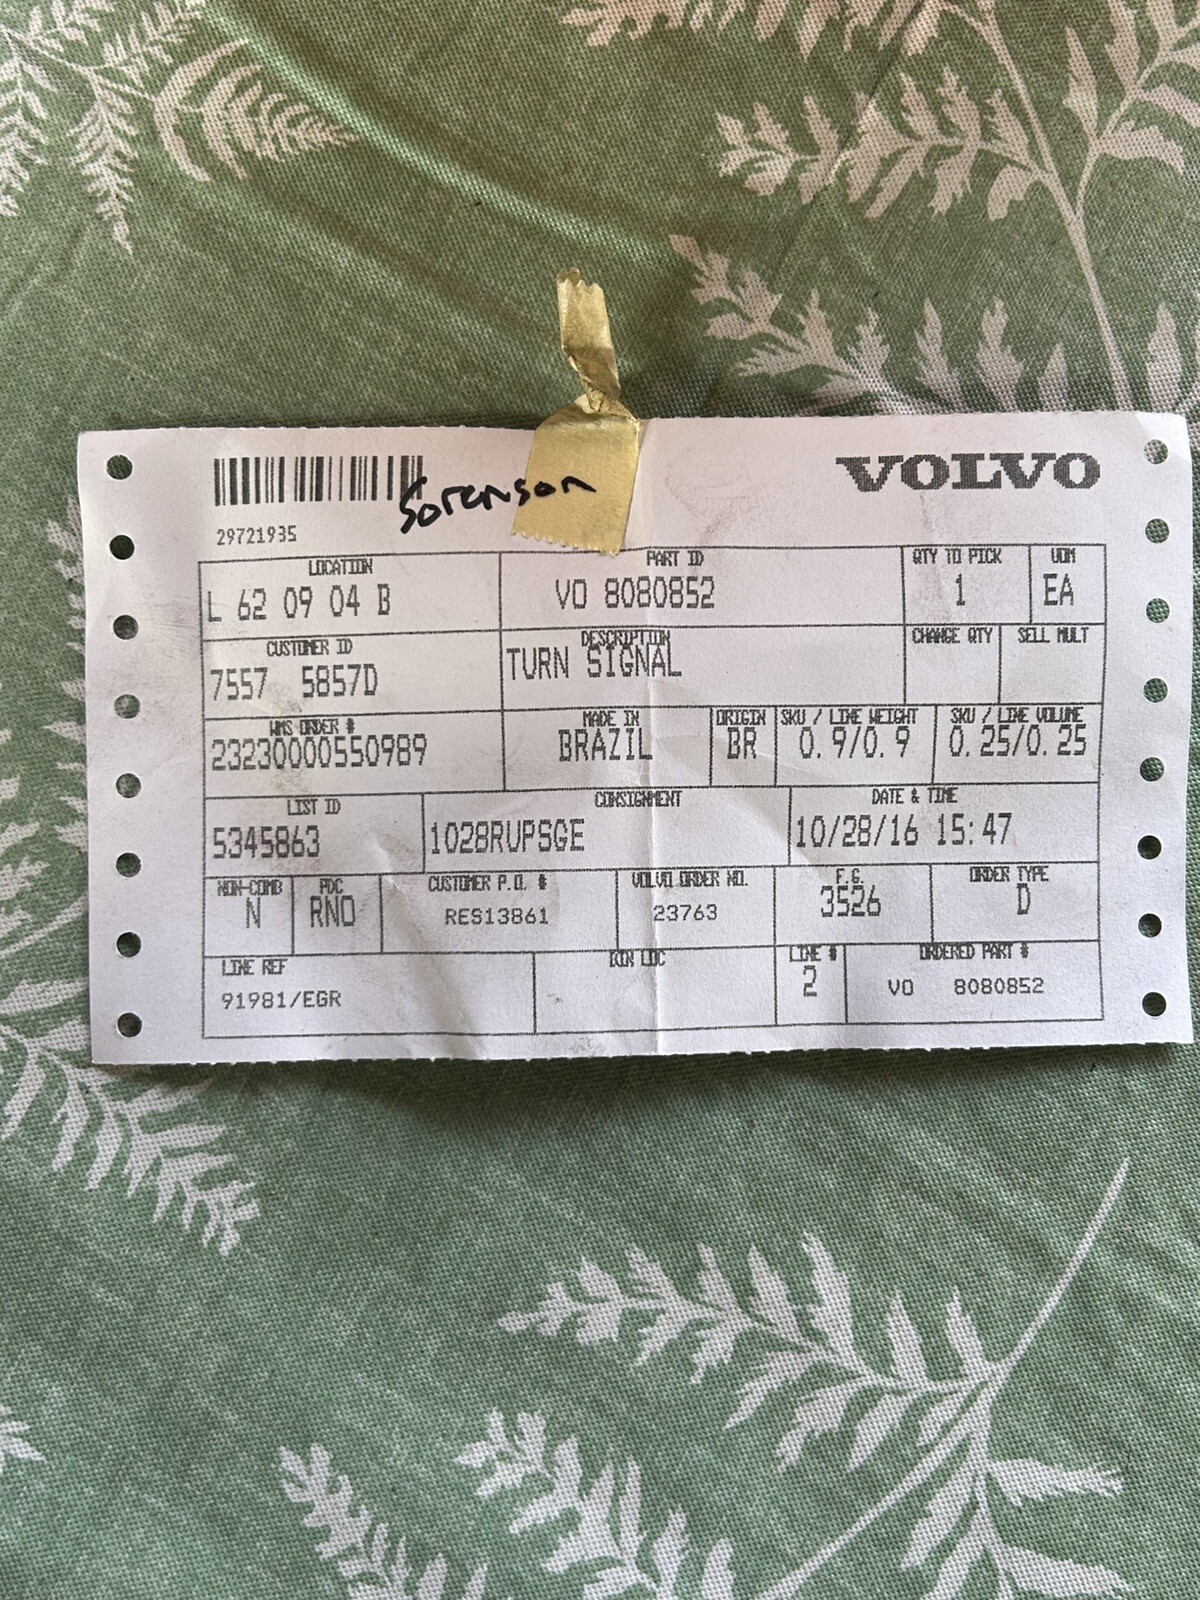 VOLVO
29721935
Sorenson
LOCATION PART ID QTY TO PICK UOM
L 62 09 04 B VO 8080852 1 EA
CUSTOMER ID DESCRIPTION CHANGE QTY SELL MULT
7557 5857D TURN SIGNAL
WMS ORDER # MADE IN ORIGIN SKU / LINE WEIGHT SKU / LINE VOLUME
23230000550989 BRAZIL BR 0.9/0.9 0.25/0.25
LIST ID CONSIGNMENT DATE & TIME
5345863 1028RUPSGE 10/28/16 15:47
NON-COMB PDC CUSTOMER P.O. # VOLVO ORDER NO. F.G. ORDER TYPE
N RNO RES13861 23763 3526 D
LINE REF BIN LOC LINE # ORDERED PART #
91981/EGR 2 VO 8080852